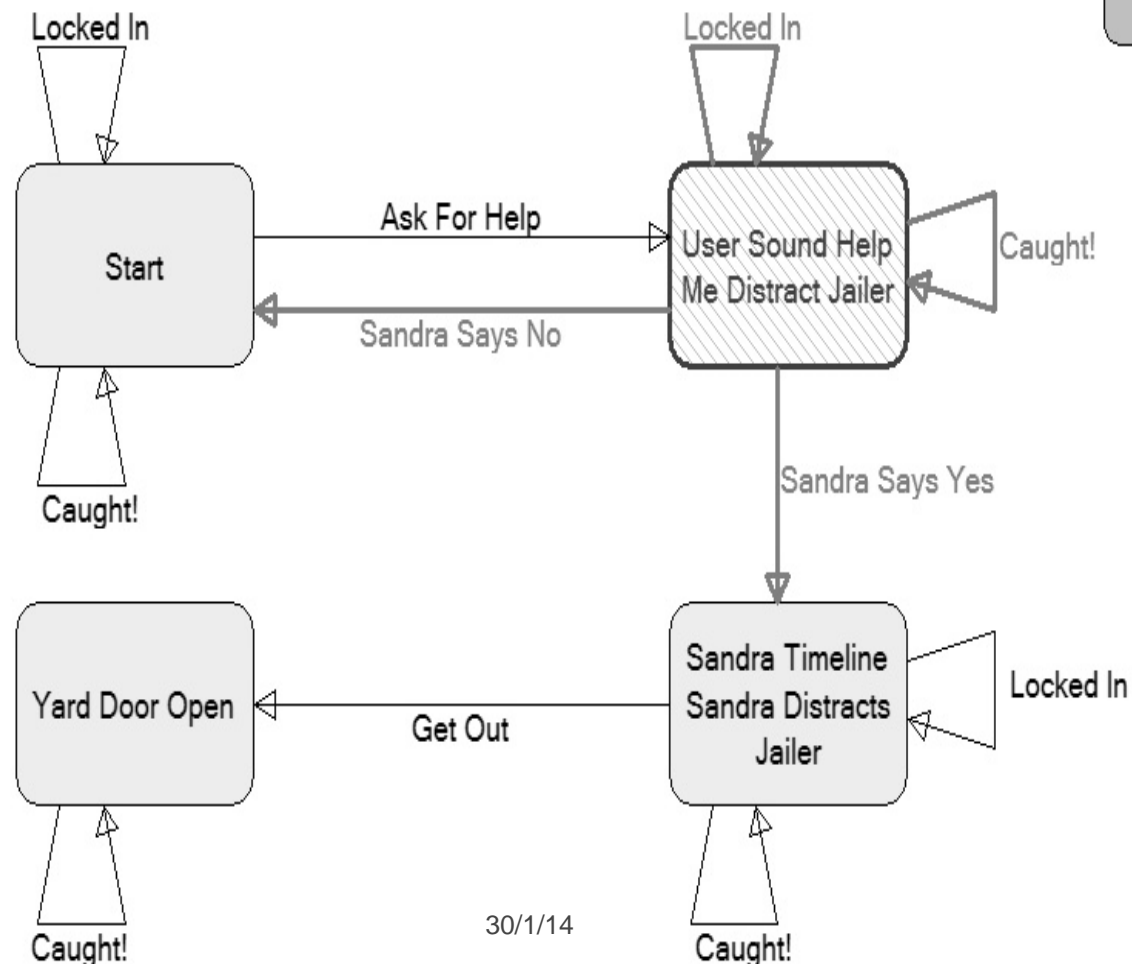 Locked In
Locked In
Start
Ask For Help
User Sound Help
Me Distract Jailer
Caught!
Sandra Says No
Caught!
Sandra Says Yes
Yard Door Open
Get Out
Sandra Timeline
Sandra Distracts
Jailer
Locked In
Caught!
30/1/14
Caught!